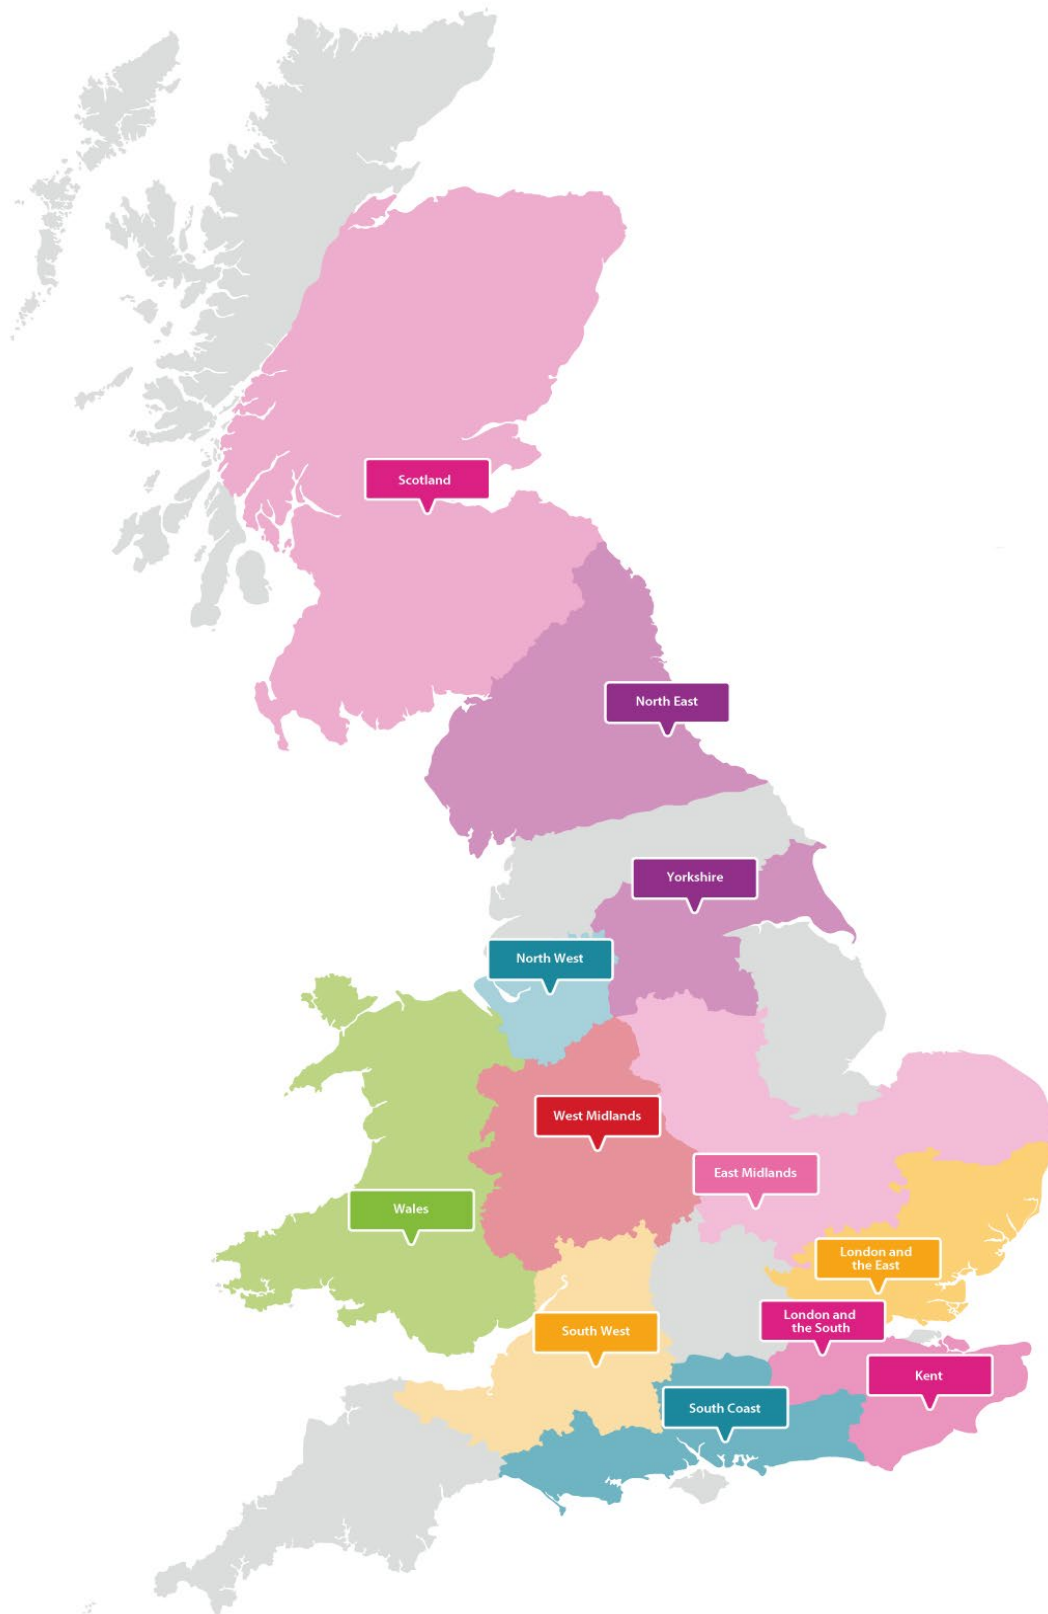 Scotland
North East
Yorkshire
North West
West Midlands
East Midlands
Wales
London and
the East
London and
the South
South West
Kent
South Coast